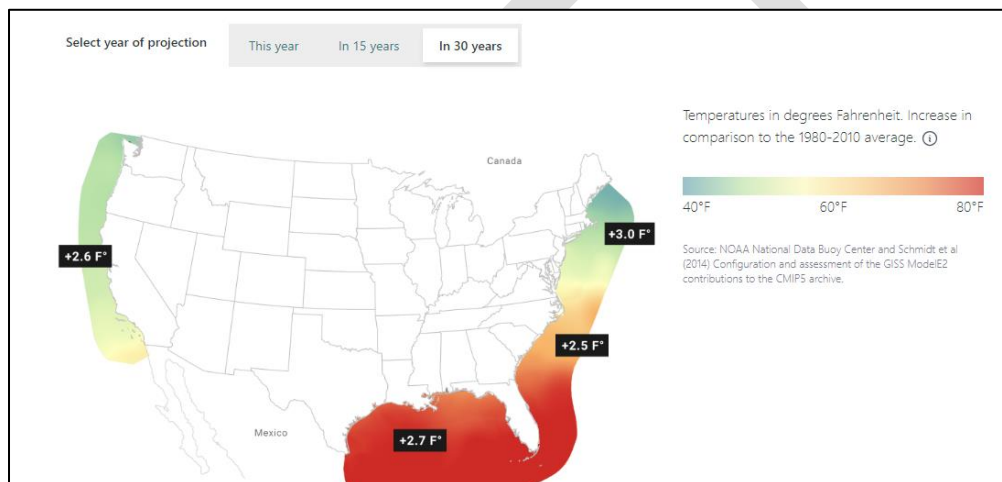 Select year of projection
This year
In 15 years
In 30 years
Temperatures in degrees Fahrenheit. Increase in
comparison to the 1980-2010 average.
40°F
60°F
80°F
Source: NOAA National Data Buoy Center and Schmidt et al
(2014) Configuration and assessment of the GISS ModelE2
contributions to the CMIP5 archive.
Canada
+3.0 F°
+2.6 F°
+2.5 F°
+2.7 F°
Mexico